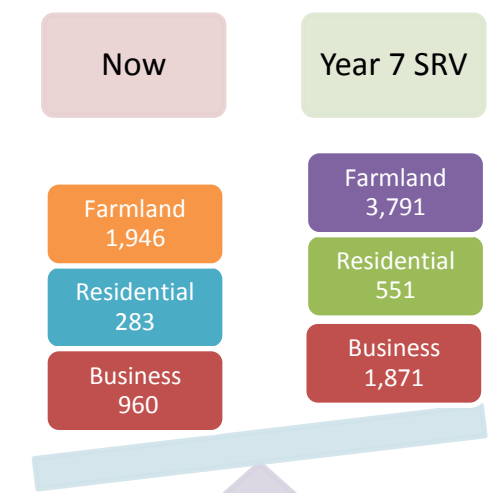 Now
Farmland
1,946
Residential
283
Business
960
Year 7 SRV
Farmland
3,791
Residential
551
Business
1,871